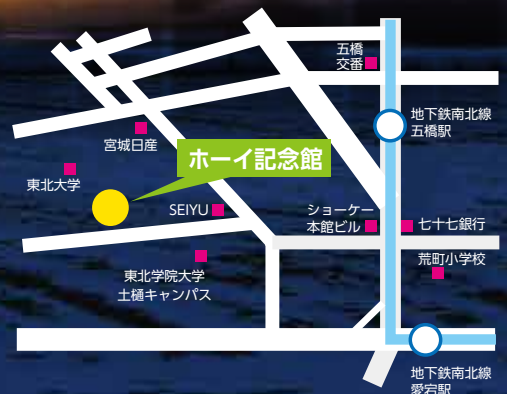 五橋
交番
地下鉄南北線
五橋駅
宮城日産
ホーイ記念館
東北大学
SEIYU
ショーケー
本館ビル
七十七銀行
荒町小学校
東北学院大学
土樋キャンパス
地下鉄南北線
愛宕駅